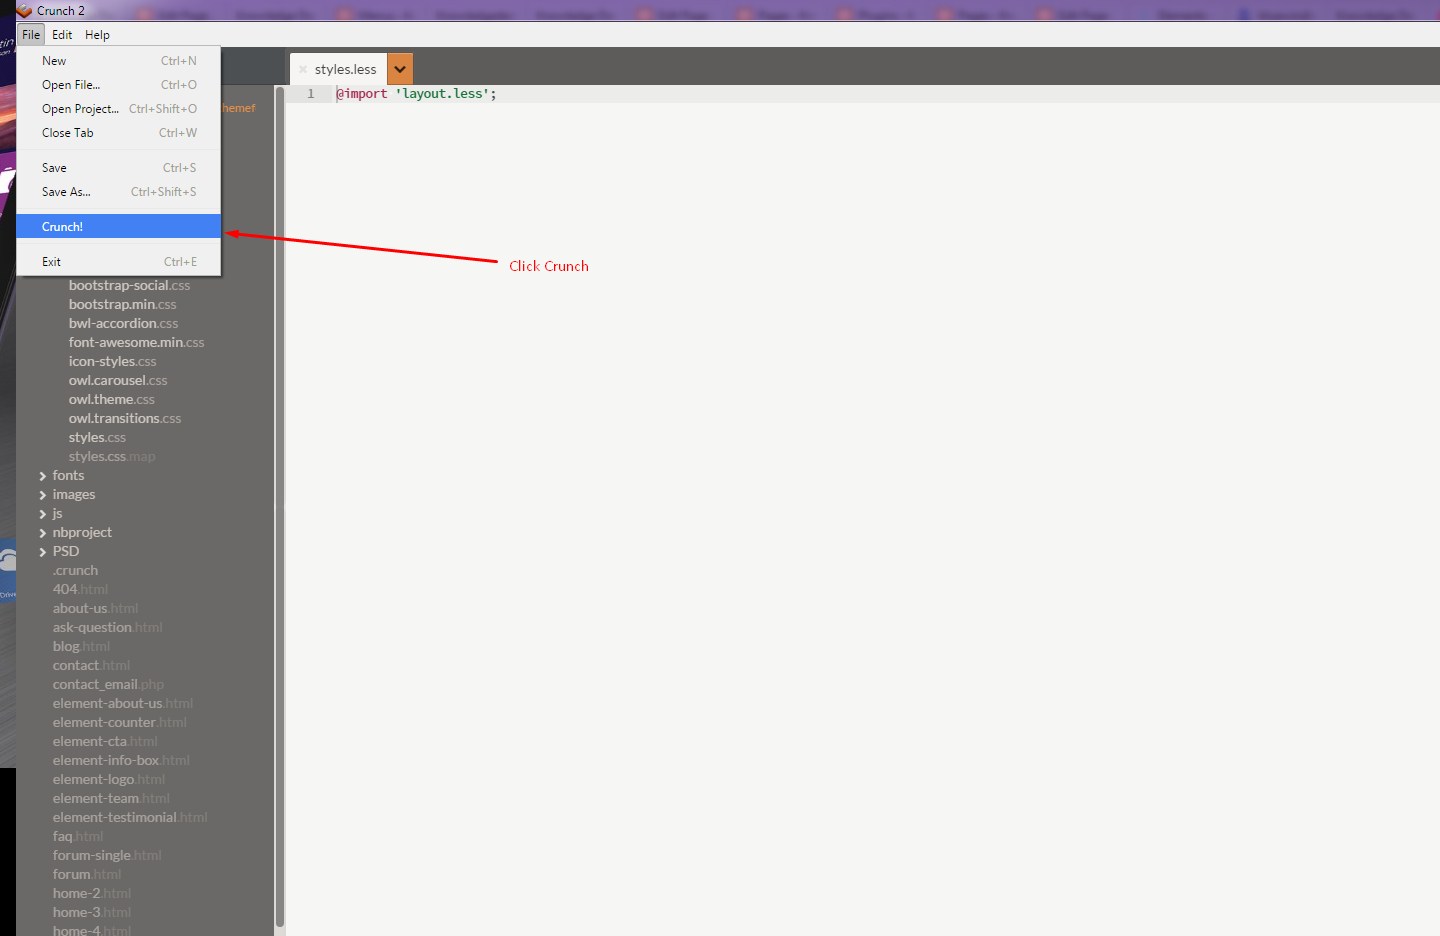 Crunch 2
File Edit Help
New Ctrl+N
Open File... Ctrl+O
Open Project... Ctrl+Shift+O
Close Tab Ctrl+W
Save Ctrl+S
Save As... Ctrl+Shift+S
Crunch!
Exit Ctrl+E
hemef
styles.less
1 @import 'layout.less';
Click Crunch
bootstrap-social.css
bootstrap.min.css
bwl-accordion.css
font-awesome.min.css
icon-styles.css
owl.carousel.css
owl.theme.css
owl.transitions.css
styles.css
styles.css.map
fonts
images
js
nbproject
PSD
.crunch
404.html
about-us.html
ask-question.html
blog.html
contact.html
contact_email.php
element-about-us.html
element-counter.html
element-cta.html
element-info-box.html
element-logo.html
element-team.html
element-testimonial.html
faq.html
forum-single.html
forum.html
home-2.html
home-3.html
home-4.html